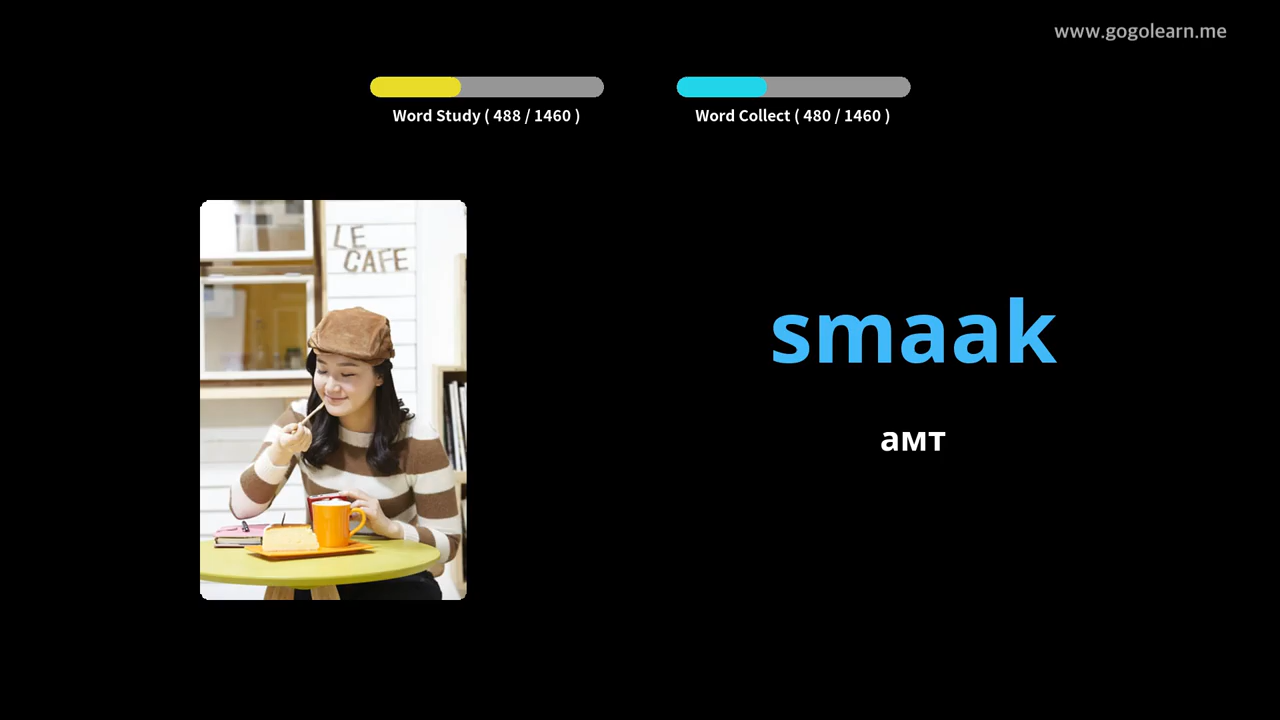 www.gogolearn.me
Word Study ( 488 / 1460 )
Word Collect ( 480 / 1460 )
LE
CAFE
smaak
амт